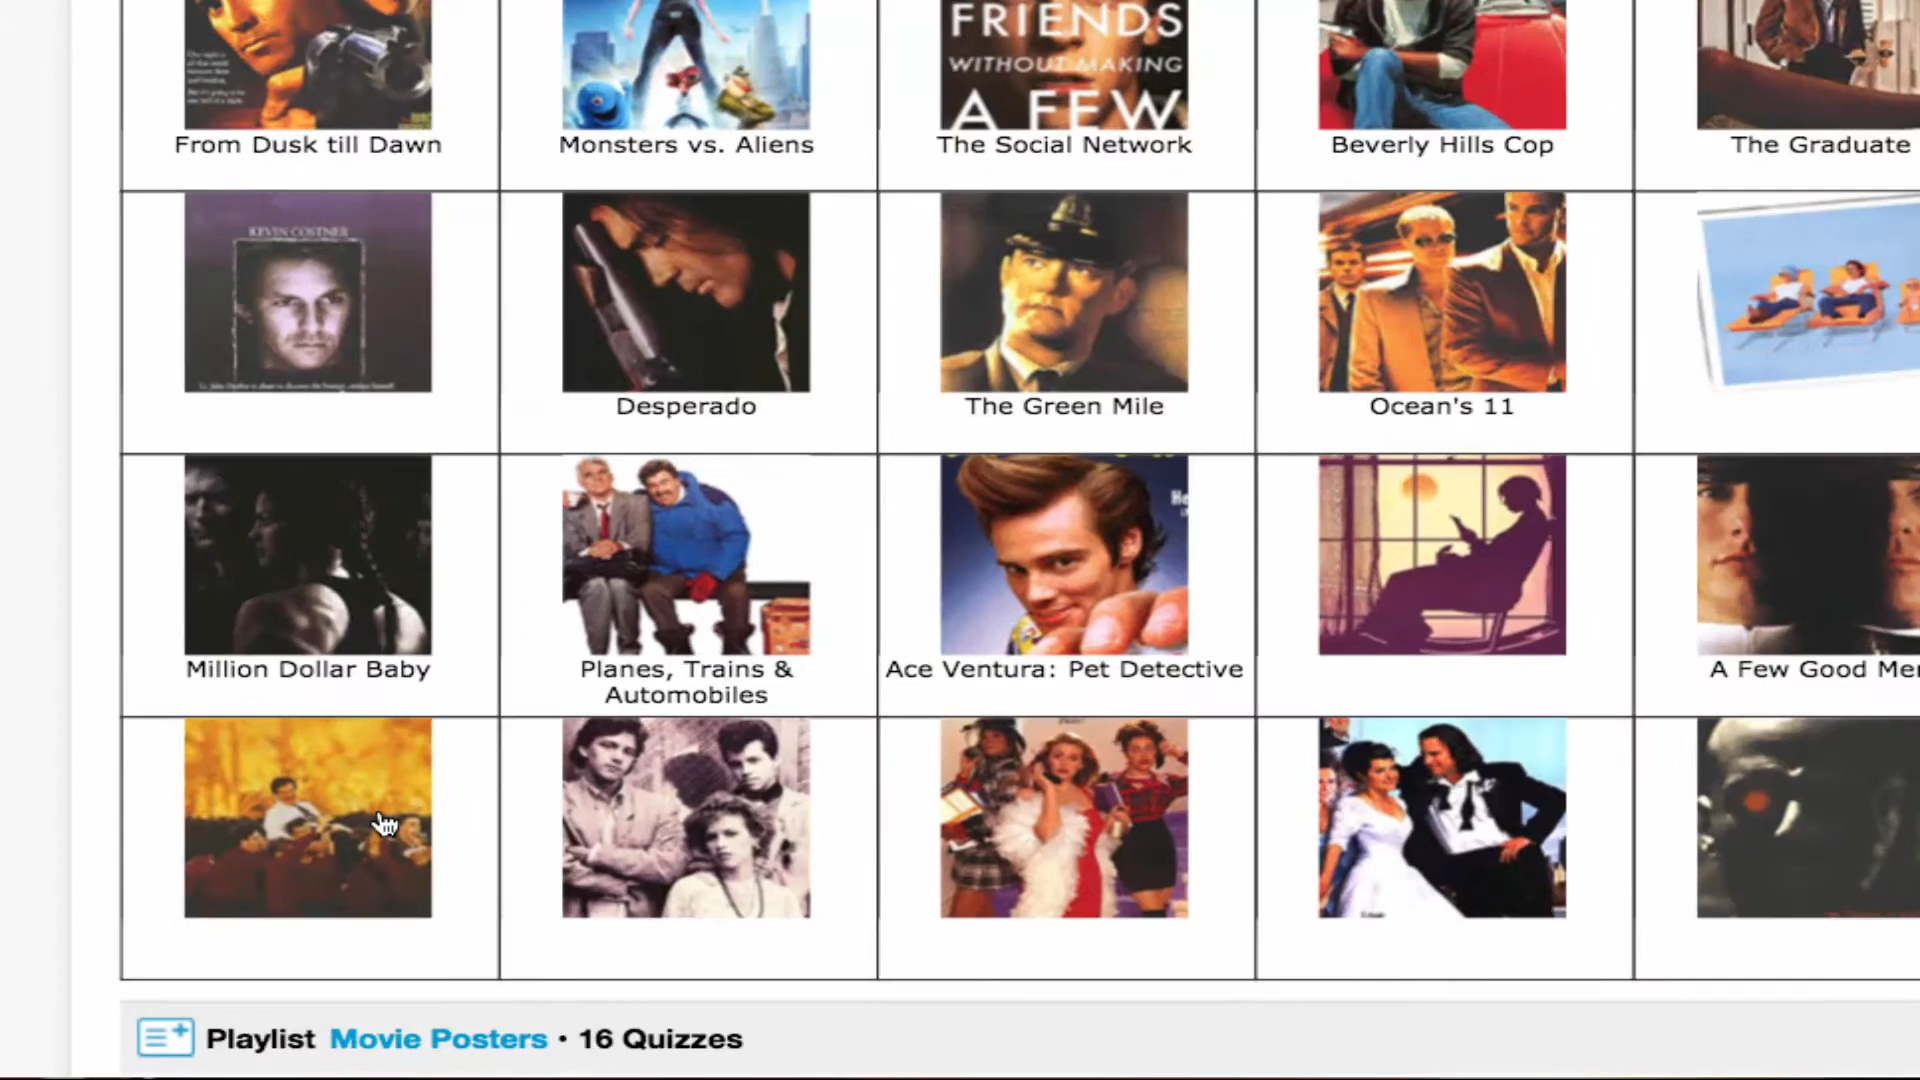 FRIENDS
WITHOUT MAKING
A FEW
From Dusk till Dawn
Monsters vs. Aliens
The Social Network
Beverly Hills Cop
The Graduate
KEVIN COSTNER
Desperado
The Green Mile
Ocean's 11
Million Dollar Baby
Planes, Trains &
Automobiles
Ace Ventura: Pet Detective
A Few Good Me
Playlist Movie Posters • 16 Quizzes